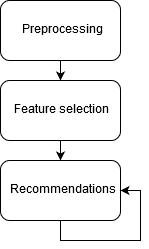 Preprocessing
Feature selection
Recommendations